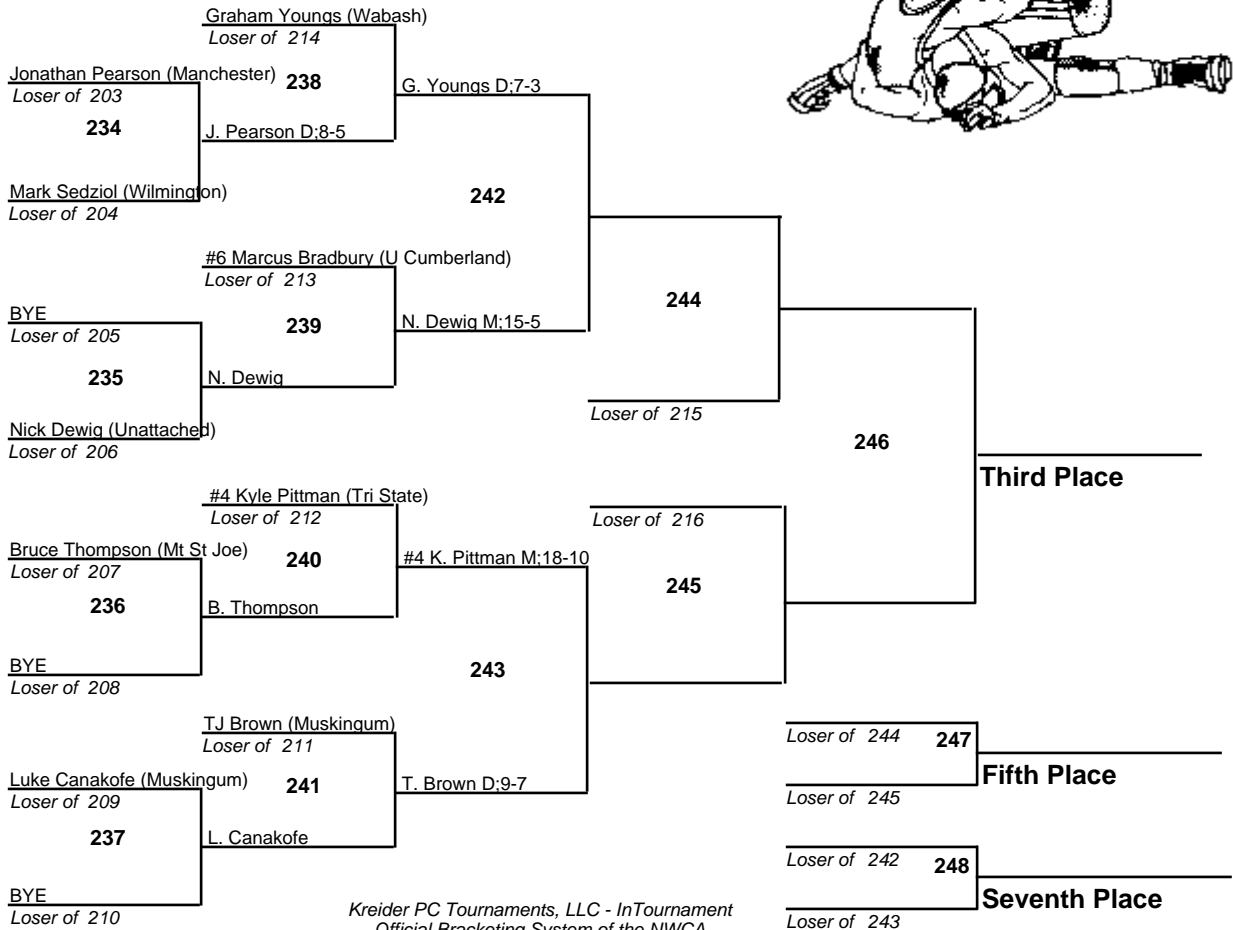 Graham Youngs (Wabash)
Loser of 214
Jonathan Pearson (Manchester)
238
Loser of 203
G. Youngs D;7-3
234
J. Pearson D;8-5
Mark Sedziol (Wilmington)
242
Loser of 204
#6 Marcus Bradbury (U Cumberland)
Loser of 213
244
BYE
239
N. Dewig M;15-5
Loser of 205
235
N. Dewig
Loser of 215
Nick Dewig (Unattached)
246
Loser of 206
Third Place
#4 Kyle Pittman (Tri State)
Loser of 212
Loser of 216
Bruce Thompson (Mt St Joe)
240
#4 K. Pittman M;18-10
Loser of 207
245
236
B. Thompson
BYE
243
Loser of 208
TJ Brown (Muskingum)
Loser of 211
Loser of 244
247
Luke Canakofe (Muskingum)
241
T. Brown D;9-7
Fifth Place
Loser of 209
Loser of 245
237
L. Canakofe
Loser of 242
248
BYE
Seventh Place
Loser of 210
Kreider PC Tournaments, LLC - InTournament
Loser of 243
Official Bracketing System of the NWCA